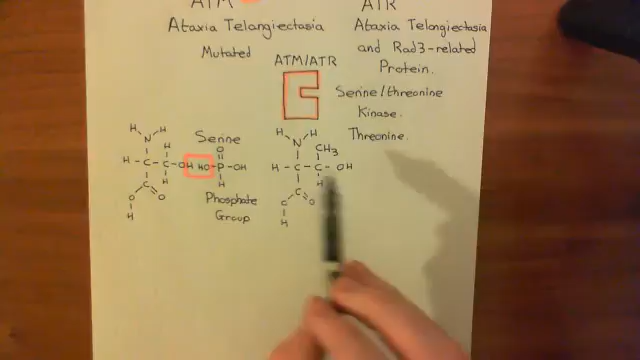 ATM
ATR
Ataxia Telangiectasia
Mutated
Ataxia Telangiectasia
and Rad3-related
Protein.
ATM/ATR
Serine/threonine
Kinase.
Threonine.
Serine
H H
N
H
H - C - C - OH HO - P - OH
O
H
H
C
O O
H
Phosphate
Group
H H
N
CH3
H - C - C - OH
H
C
C O
H